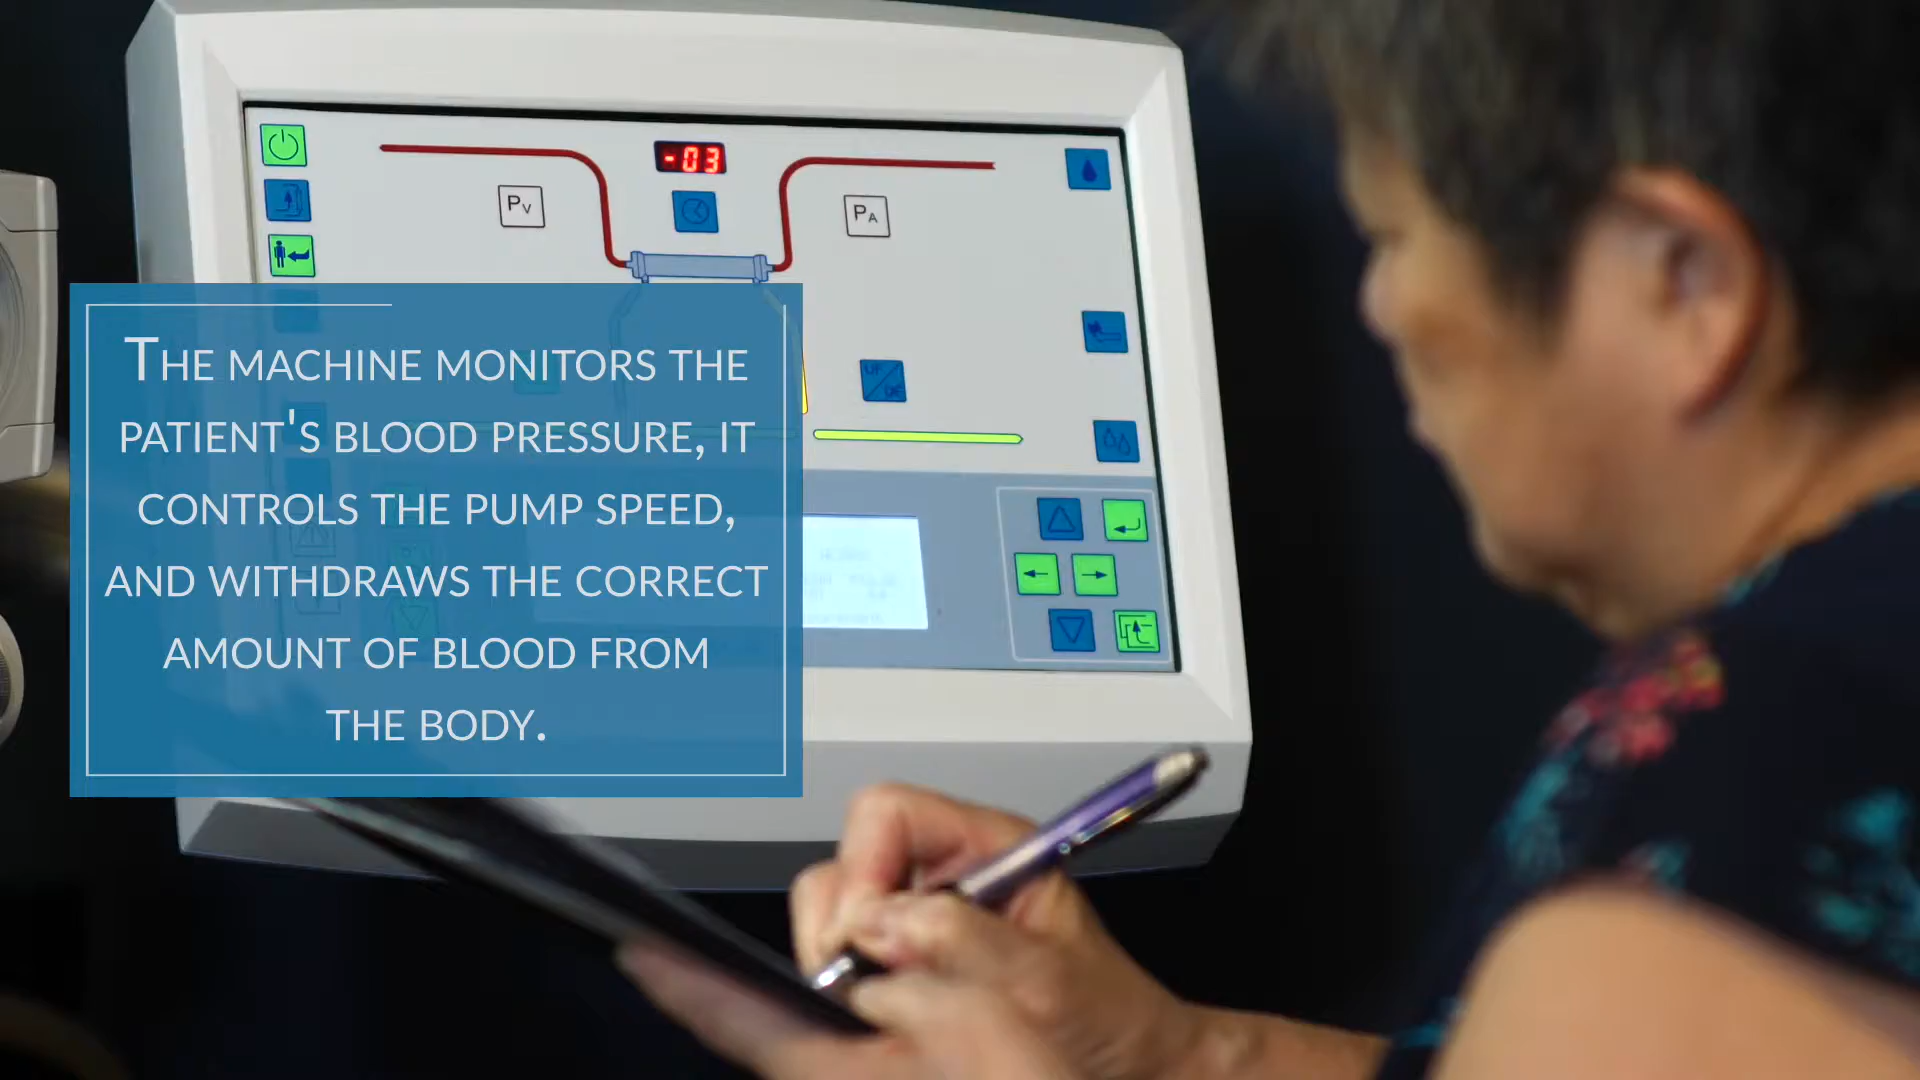 -03
PV
PA
UF
THE MACHINE MONITORS THE
PATIENT'S BLOOD PRESSURE, IT
CONTROLS THE PUMP SPEED,
AND WITHDRAWS THE CORRECT
AMOUNT OF BLOOD FROM
THE BODY.